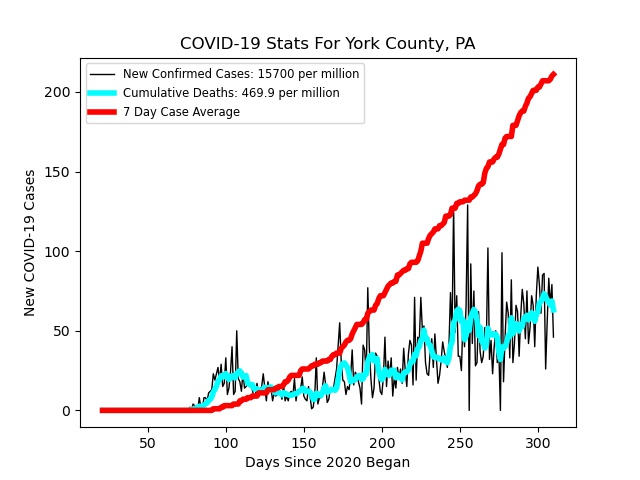 COVID-19 Stats For York County, PA
New Confirmed Cases: 15700 per million
Cumulative Deaths: 469.9 per million
7 Day Case Average
200
150
100
50
0
New COVID-19 Cases
50 100 150 200 250 300
Days Since 2020 Began